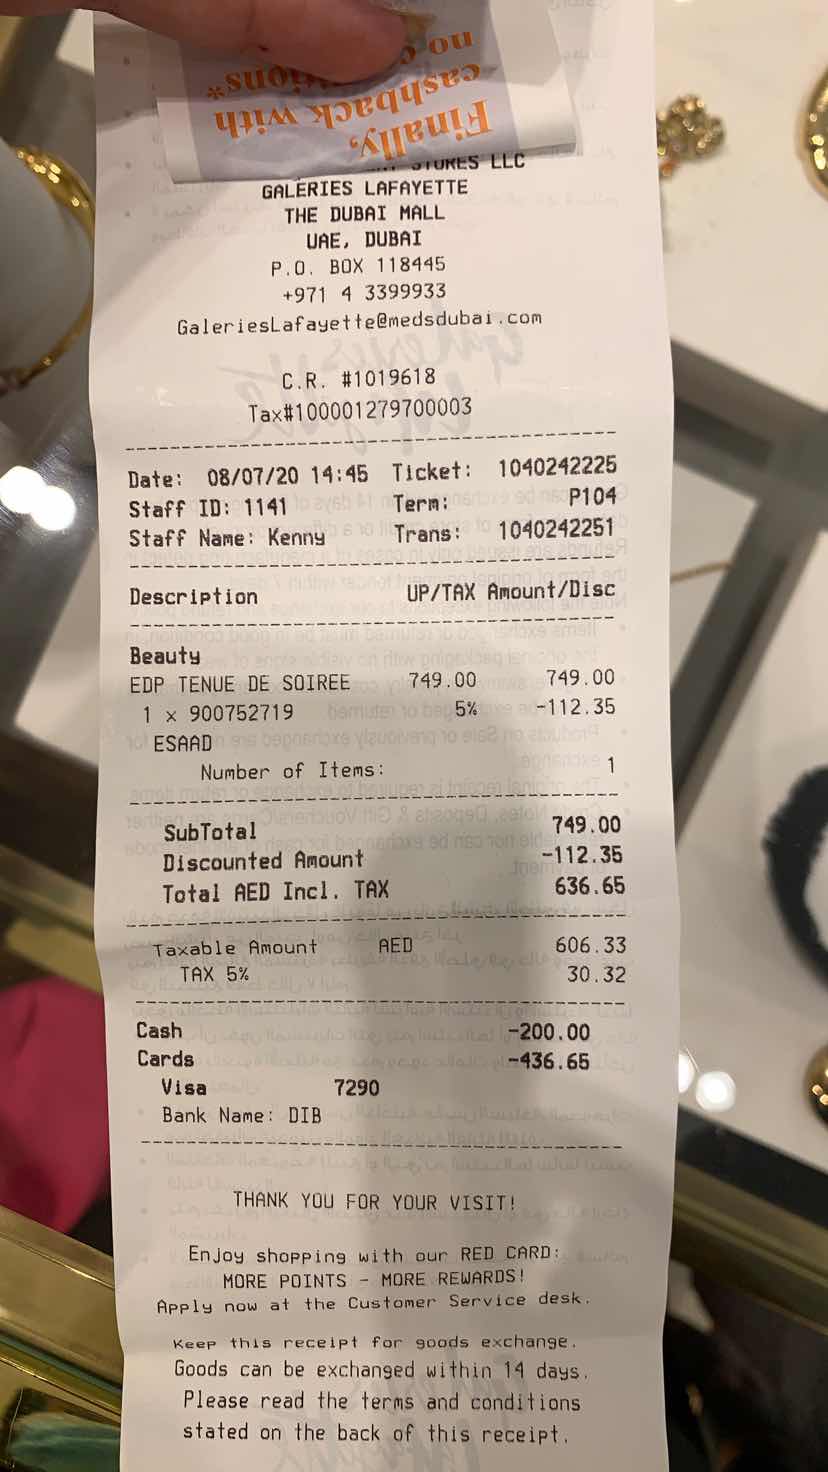 Finally,
cashback with
no
STORES LLC
GALERIES LAFAYETTE
THE DUBAI MALL
UAE, DUBAI
P.O. BOX 118445
+971 4 3399933
GaleriesLafayette@medsdubai.com
C.R. #1019618
Tax#100001279700003
Date: 08/07/20 14:45 Ticket: 1040242225
Staff ID: 1141 Term: P104
Staff Name: Kenny Trans: 1040242251
Description UP/TAX Amount/Disc
Beauty
EDP TENUE DE SOIREE 749.00 749.00
1 x 900752719 5% -112.35
ESAAD
Number of Items: 1
SubTotal 749.00
Discounted Amount -112.35
Total AED Incl. TAX 636.65
Taxable Amount AED 606.33
TAX 5% 30.32
Cash -200.00
Cards -436.65
Visa 7290
Bank Name: DIB
THANK YOU FOR YOUR VISIT!
Enjoy shopping with our RED CARD:
MORE POINTS - MORE REWARDS!
Apply now at the Customer Service desk.
Keep this receipt for goods exchange.
Goods can be exchanged within 14 days.
Please read the terms and conditions
stated on the back of this receipt.